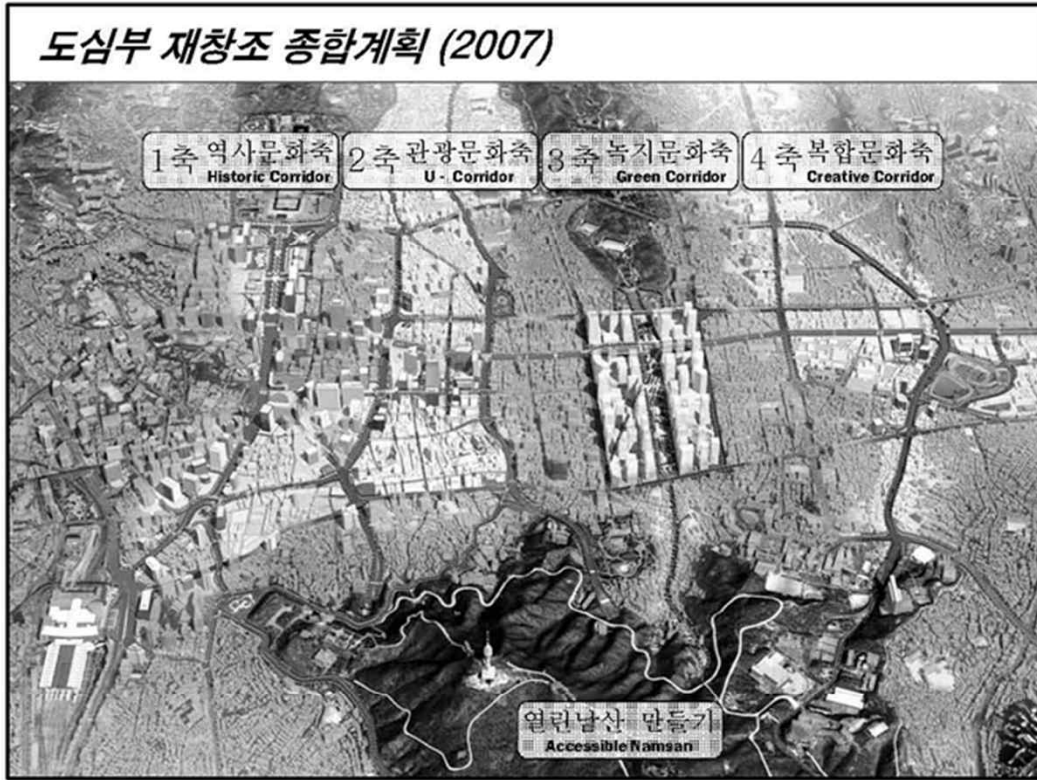 도심부 재창조 종합계획 (2007)
1축 역사문화축
Historic Corridor
2축 관광문화축
U - Corridor
3축 녹지문화축
Green Corridor
4축 복합문화축
Creative Corridor
열린남산 만들기
Accessible Namsan